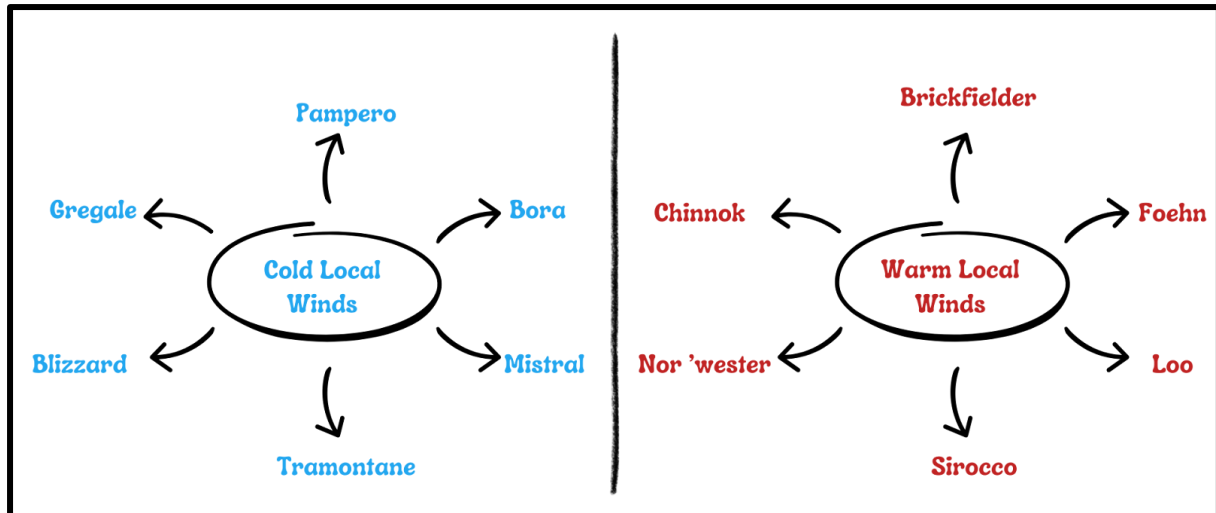 Pampero
Gregale
Bora
Cold Local
Winds
Blizzard
Mistral
Tramontane
Brickfielder
Chinnok
Foehn
Warm Local
Winds
Nor 'wester
Loo
Sirocco